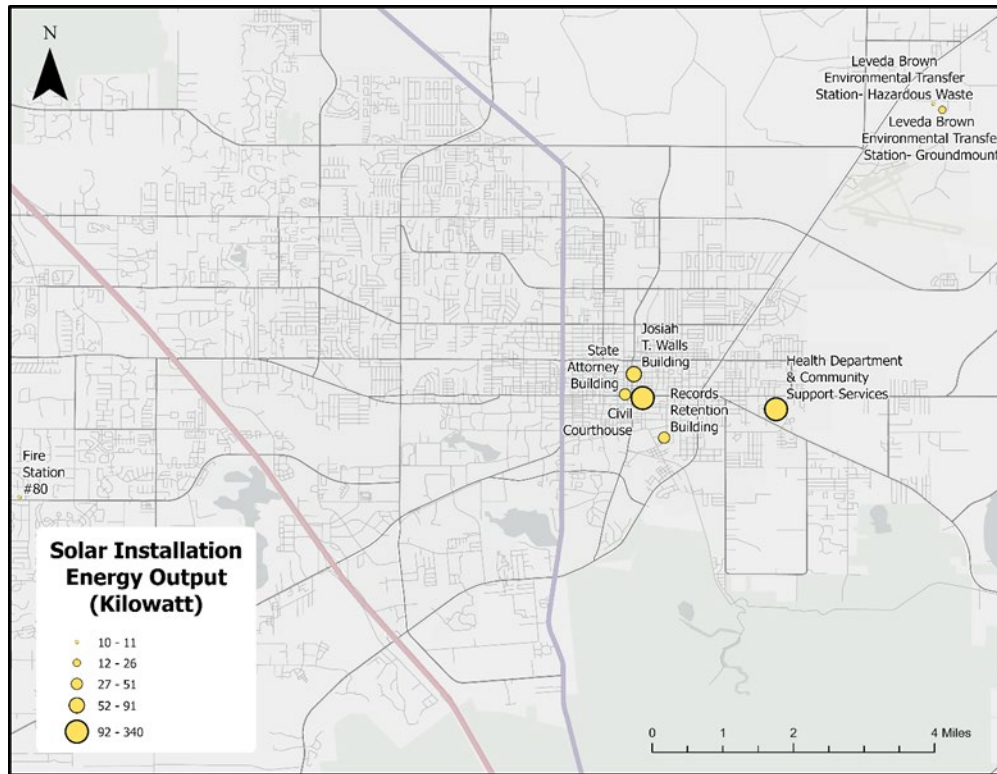 N
Leveda Brown
Environmental Transfer
Station- Hazardous Waste
Leveda Brown
Environmental Transfe
Station- Groundmount
Josiah
T. Walls
Building
State
Attorney
Building
Health Department
& Community
Support Services
Records
Retention
Building
Civil
Courthouse
Fire
Station
#80
Solar Installation
Energy Output
(Kilowatt)
10 - 11
12 - 26
27 - 51
52 - 91
92 - 340
0 1 2 4 Miles